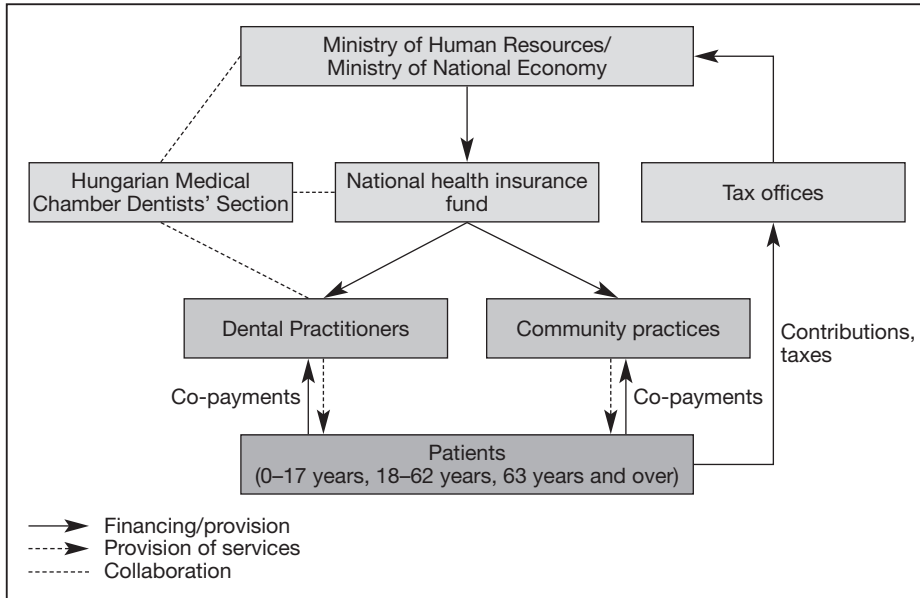 Ministry of Human Resources/
Ministry of National Economy
Hungarian Medical
Chamber Dentists' Section
National health insurance
fund
Tax offices
Dental Practitioners
Community practices
Contributions,
taxes
Co-payments
Co-payments
Patients
(0–17 years, 18–62 years, 63 years and over)
Financing/provision
Provision of services
Collaboration